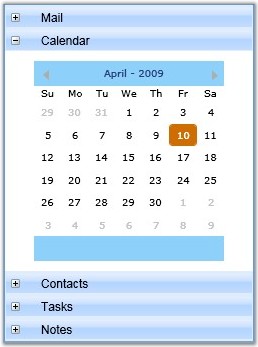 Mail
Calendar
April - 2009
Su Mo Tu We Th Fr Sa
29 30 31 1 2 3 4
5 6 7 8 9 10 11
12 13 14 15 16 17 18
19 20 21 22 23 24 25
26 27 28 29 30 1 2
3 4 5 6 7 8 9
Contacts
Tasks
Notes